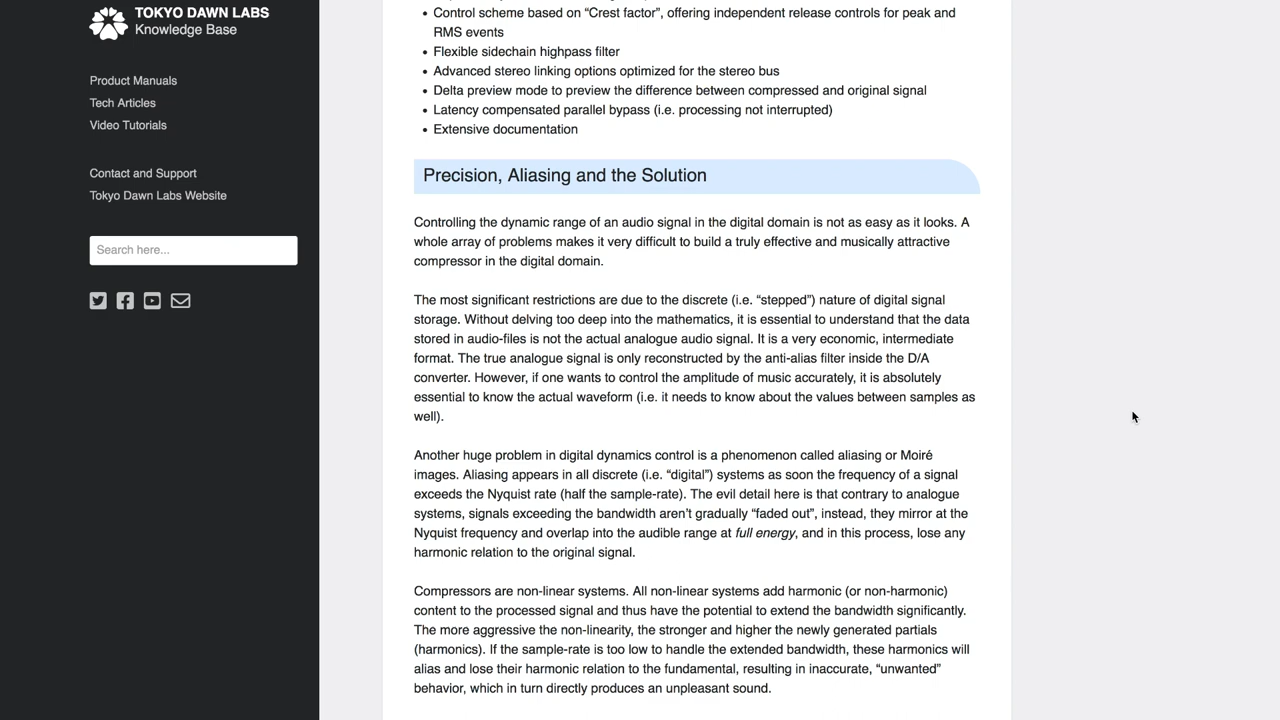 TOKYO DAWN LABS
Knowledge Base
Product Manuals
Tech Articles
Video Tutorials
Contact and Support
Tokyo Dawn Labs Website
Search here...
• Control scheme based on “Crest factor”, offering independent release controls for peak and
RMS events
• Flexible sidechain highpass filter
• Advanced stereo linking options optimized for the stereo bus
• Delta preview mode to preview the difference between compressed and original signal
• Latency compensated parallel bypass (i.e. processing not interrupted)
• Extensive documentation
Precision, Aliasing and the Solution
Controlling the dynamic range of an audio signal in the digital domain is not as easy as it looks. A
whole array of problems makes it very difficult to build a truly effective and musically attractive
compressor in the digital domain.
The most significant restrictions are due to the discrete (i.e. “stepped”) nature of digital signal
storage. Without delving too deep into the mathematics, it is essential to understand that the data
stored in audio-files is not the actual analogue audio signal. It is a very economic, intermediate
format. The true analogue signal is only reconstructed by the anti-alias filter inside the D/A
converter. However, if one wants to control the amplitude of music accurately, it is absolutely
essential to know the actual waveform (i.e. it needs to know about the values between samples as
well).
Another huge problem in digital dynamics control is a phenomenon called aliasing or Moiré
images. Aliasing appears in all discrete (i.e. “digital”) systems as soon the frequency of a signal
exceeds the Nyquist rate (half the sample-rate). The evil detail here is that contrary to analogue
systems, signals exceeding the bandwidth aren’t gradually “faded out”, instead, they mirror at the
Nyquist frequency and overlap into the audible range at full energy, and in this process, lose any
harmonic relation to the original signal.
Compressors are non-linear systems. All non-linear systems add harmonic (or non-harmonic)
content to the processed signal and thus have the potential to extend the bandwidth significantly.
The more aggressive the non-linearity, the stronger and higher the newly generated partials
(harmonics). If the sample-rate is too low to handle the extended bandwidth, these harmonics will
alias and lose their harmonic relation to the fundamental, resulting in inaccurate, “unwanted”
behavior, which in turn directly produces an unpleasant sound.